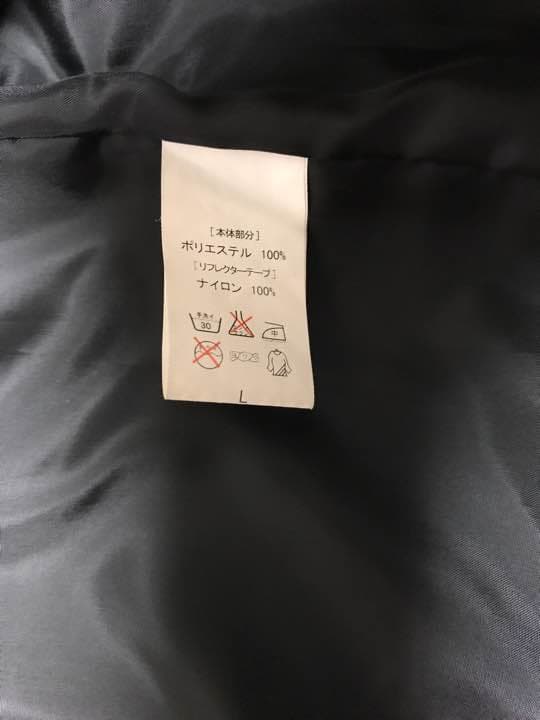 [本体部分]
ポリエステル 100%
[リフレクターテープ]
ナイロン 100%
手洗イ
30
中
L